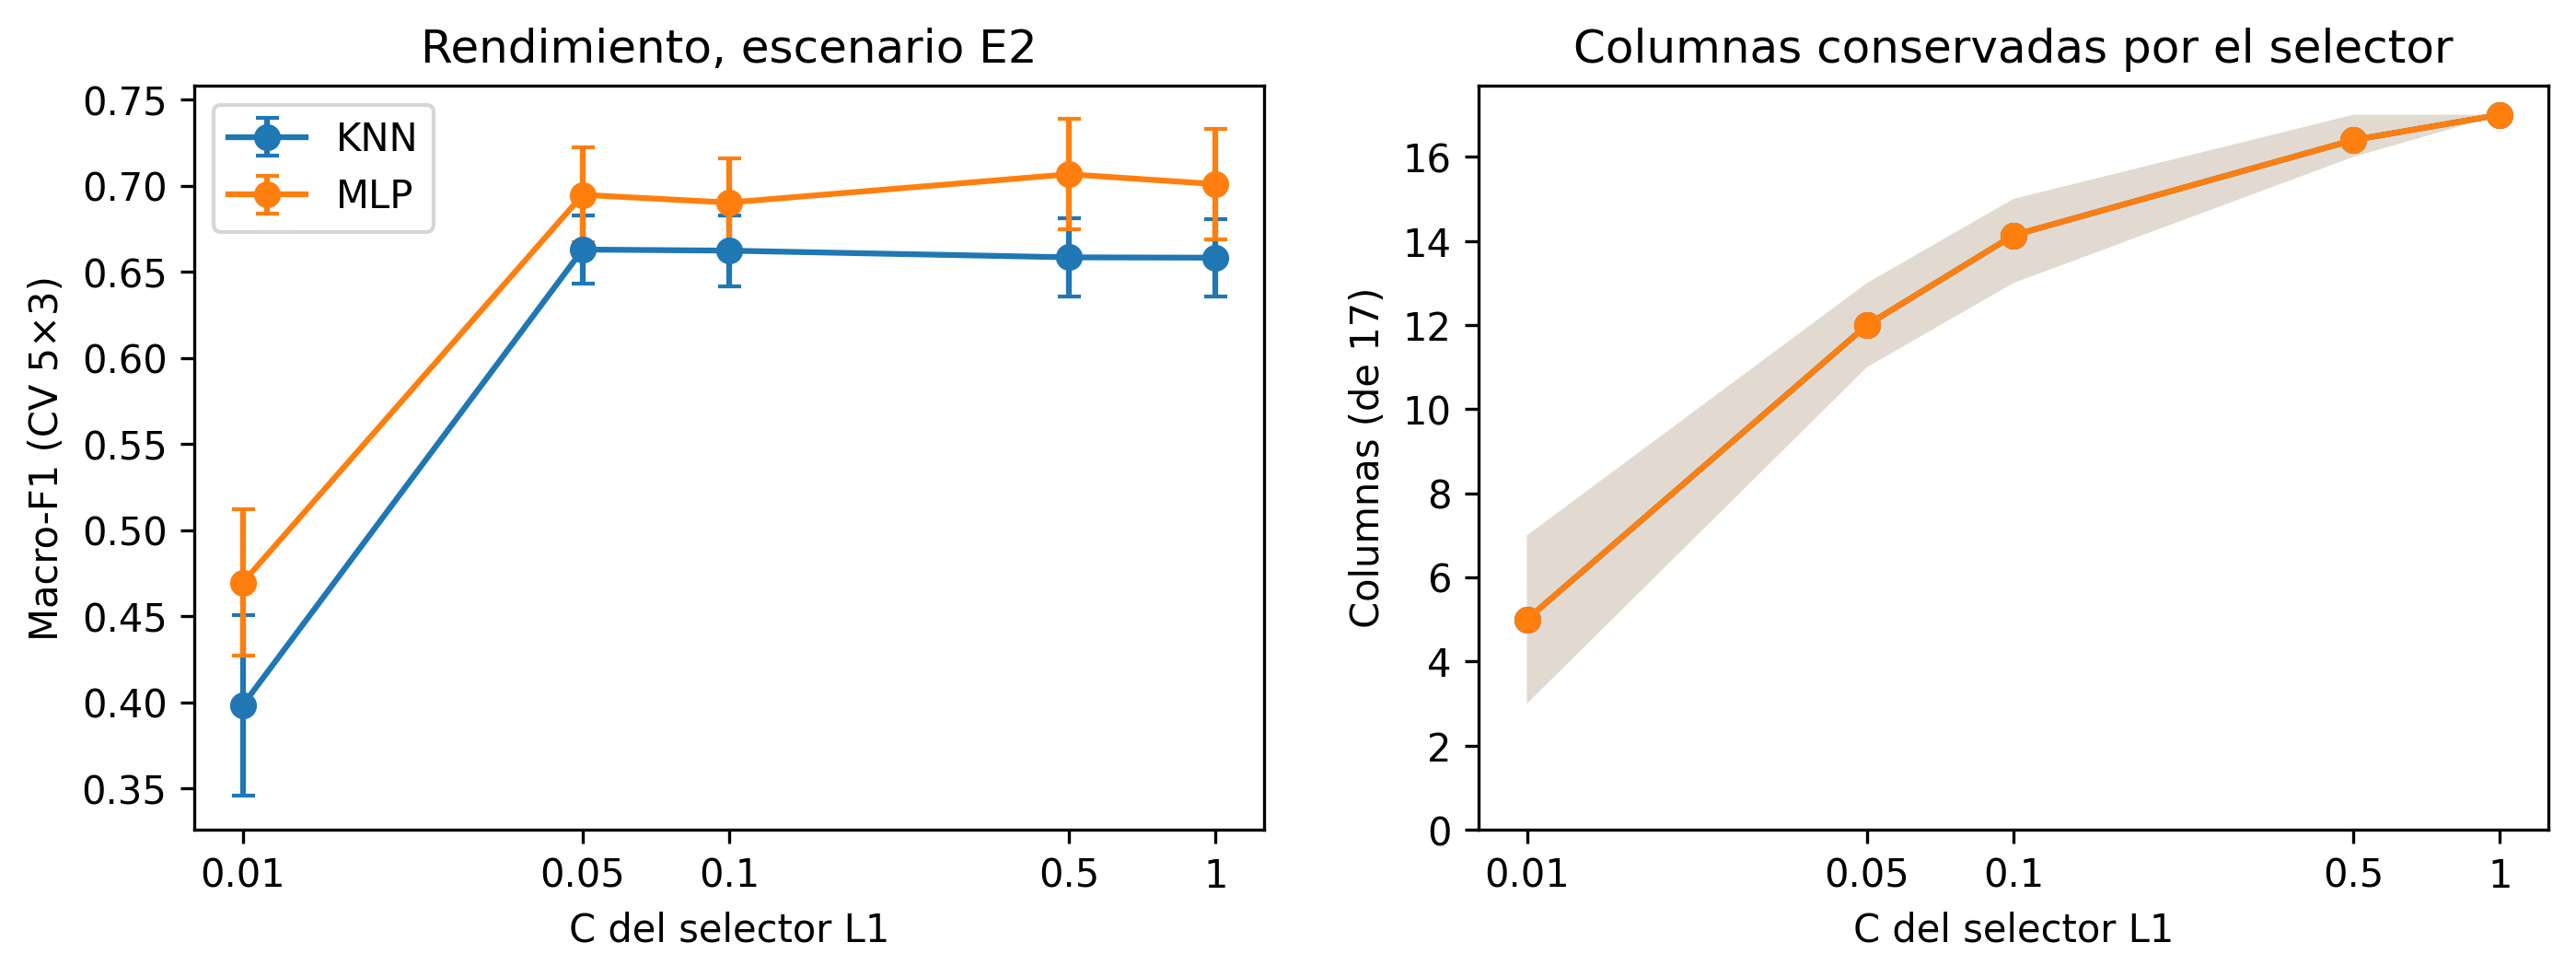 Rendimiento, escenario E2
Macro-F1 (CV 5×3)
0.75
0.70
0.65
0.60
0.55
0.50
0.45
0.40
0.35
KNN
MLP
0.01 0.05 0.1 0.5 1
C del selector L1
Columnas conservadas por el selector
Columnas (de 17)
16
14
12
10
8
6
4
2
0
0.01 0.05 0.1 0.5 1
C del selector L1